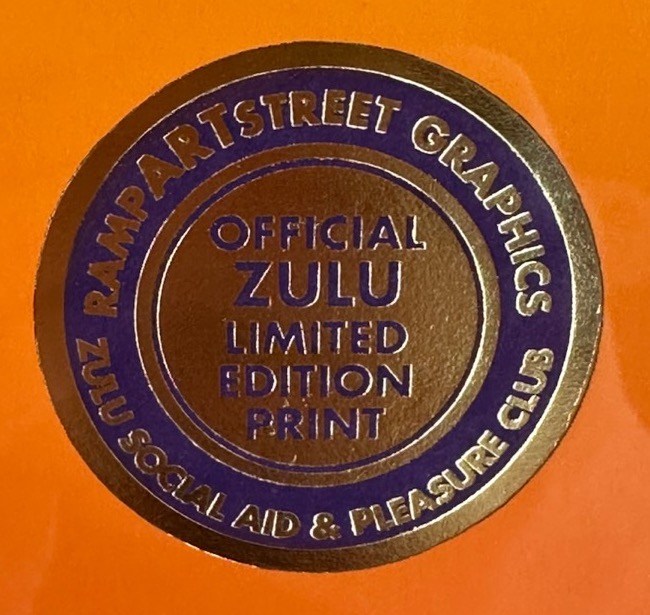 RAMPARTSTREET GRAPHICS
OFFICIAL
ZULU
LIMITED
EDITION
PRINT
ZULU SOCIAL AID & PLEASURE CLUB